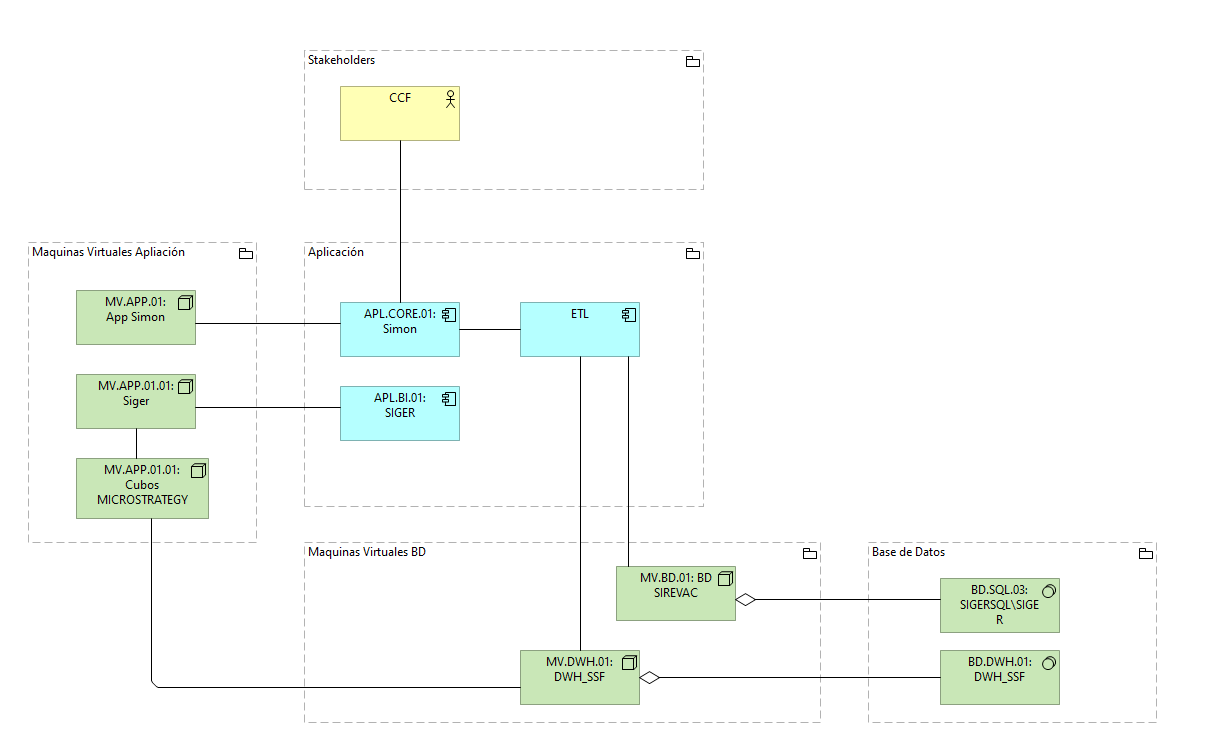 Stakeholders
CCF
Maquinas Virtuales Apliación
MV.APP.01:
App Simon
MV.APP.01.01:
Siger
MV.APP.01.01:
Cubos
MICROSTRATEGY
Aplicación
APL.CORE.01:
Simon
ETL
APL.BI.01:
SIGER
Maquinas Virtuales BD
MV.BD.01: BD
SIREVAC
MV.DWH.01:
DWH_SSF
Base de Datos
BD.SQL.03:
SIGERSQL\SIGE
R
BD.DWH.01:
DWH_SSF